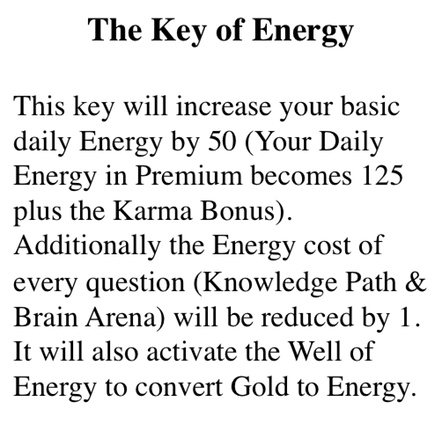 The Key of Energy
This key will increase your basic
daily Energy by 50 (Your Daily
Energy in Premium becomes 125
plus the Karma Bonus).
Additionally the Energy cost of
every question (Knowledge Path &
Brain Arena) will be reduced by 1.
It will also activate the Well of
Energy to convert Gold to Energy.